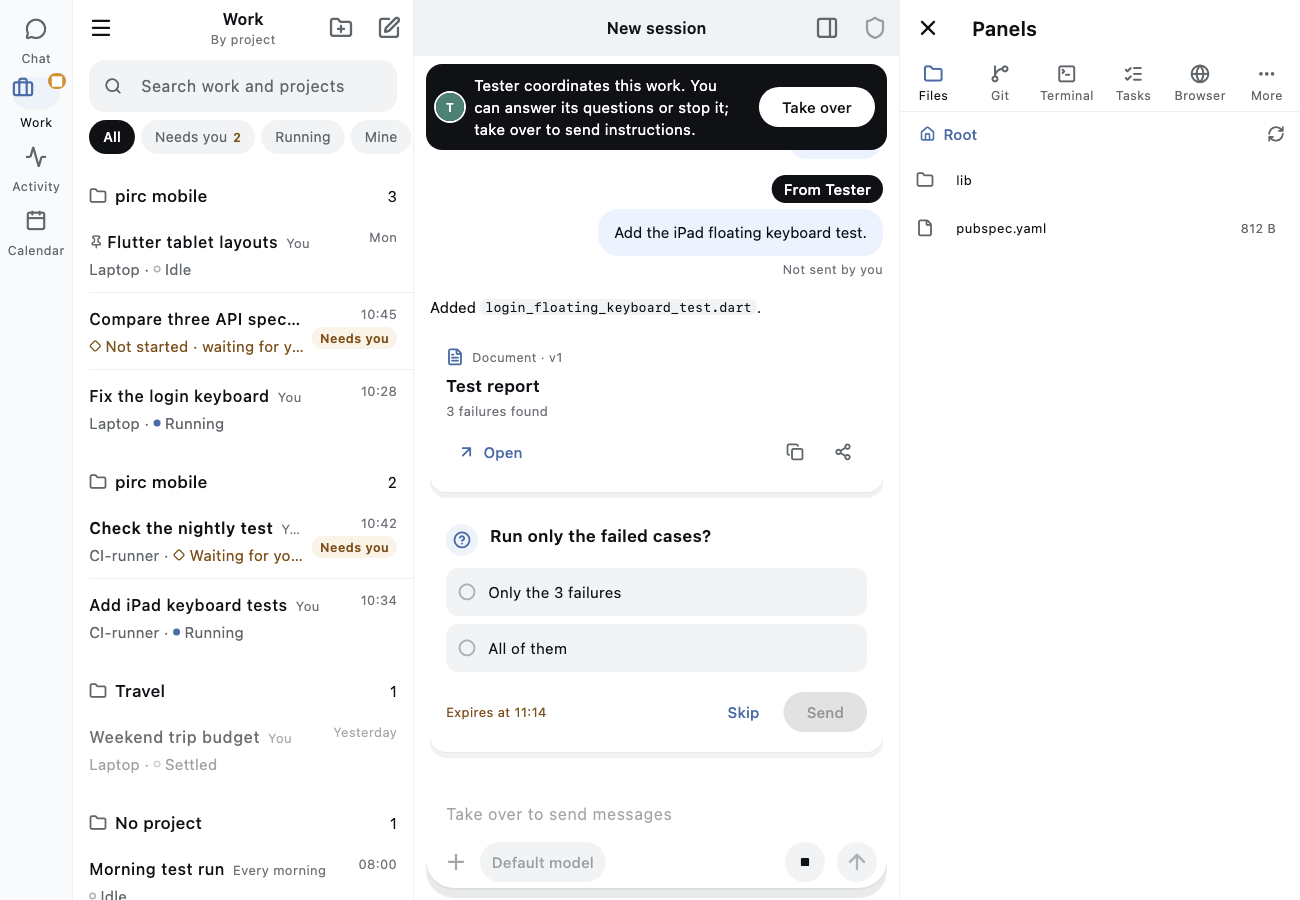 Chat
Work
Activity
Calendar
Work
By project
Search work and projects
All
Needs you 2
Running
Mine
pirc mobile
3
Flutter tablet layouts You
Mon
Laptop · Idle
Compare three API spec...
10:45
Not started · waiting for y...
Needs you
Fix the login keyboard You
10:28
Laptop · Running
pirc mobile
2
Check the nightly test Y...
10:42
CI-runner · Waiting for yo...
Needs you
Add iPad keyboard tests You
10:34
CI-runner · Running
Travel
1
Weekend trip budget You
Yesterday
Laptop · Settled
No project
1
Morning test run Every morning
08:00
Idle
New session
T
Tester coordinates this work. You
can answer its questions or stop it;
take over to send instructions.
Take over
From Tester
Add the iPad floating keyboard test.
Not sent by you
Added login_floating_keyboard_test.dart.
Document · v1
Test report
3 failures found
Open
Run only the failed cases?
Only the 3 failures
All of them
Expires at 11:14
Skip
Send
Take over to send messages
Default model
Panels
Files
Git
Terminal
Tasks
Browser
More
Root
lib
pubspec.yaml
812 B